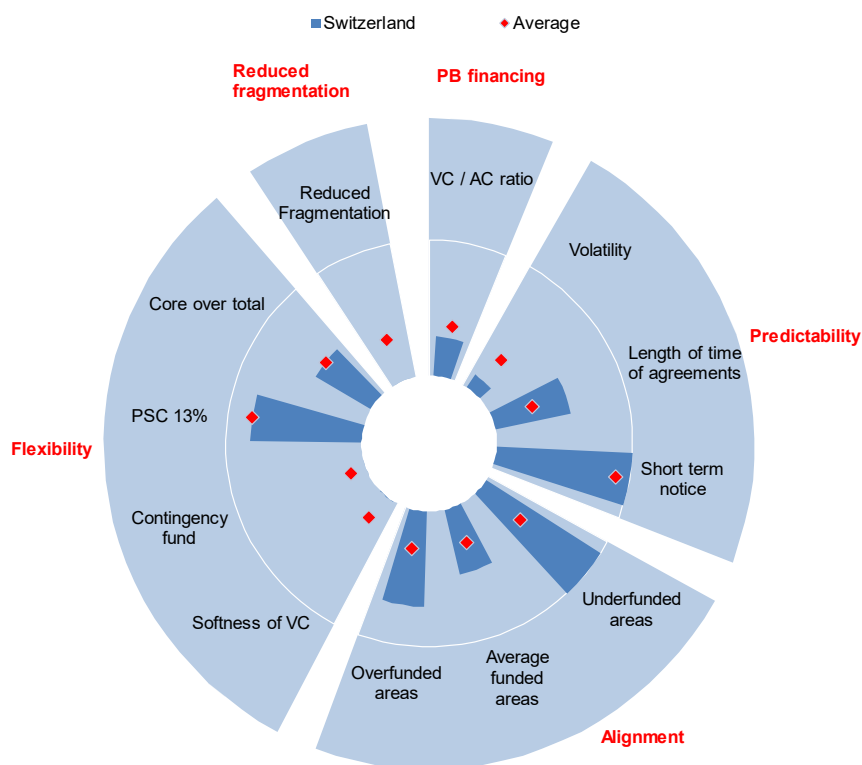 Switzerland
Average
Reduced
fragmentation
PB financing
VC / AC ratio
Reduced
Fragmentation
Volatility
Core over total
Predictability
Length of time
of agreements
PSC 13%
Flexibility
Short term
notice
Contingency
fund
Underfunded
areas
Softness of VC
Average
funded
areas
Overfunded
areas
Alignment